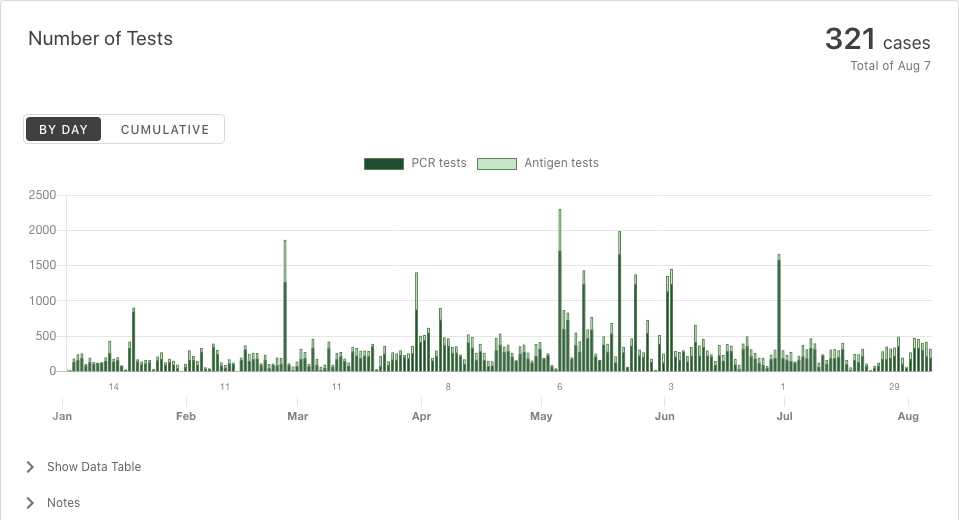 Number of Tests
321 cases
Total of Aug 7
BY DAY CUMULATIVE
PCR tests Antigen tests
2500
2000
1500
1000
500
0
14 11 11 8 6 3 1 29
Jan Feb Mar Apr May Jun Jul Aug
Show Data Table
Notes